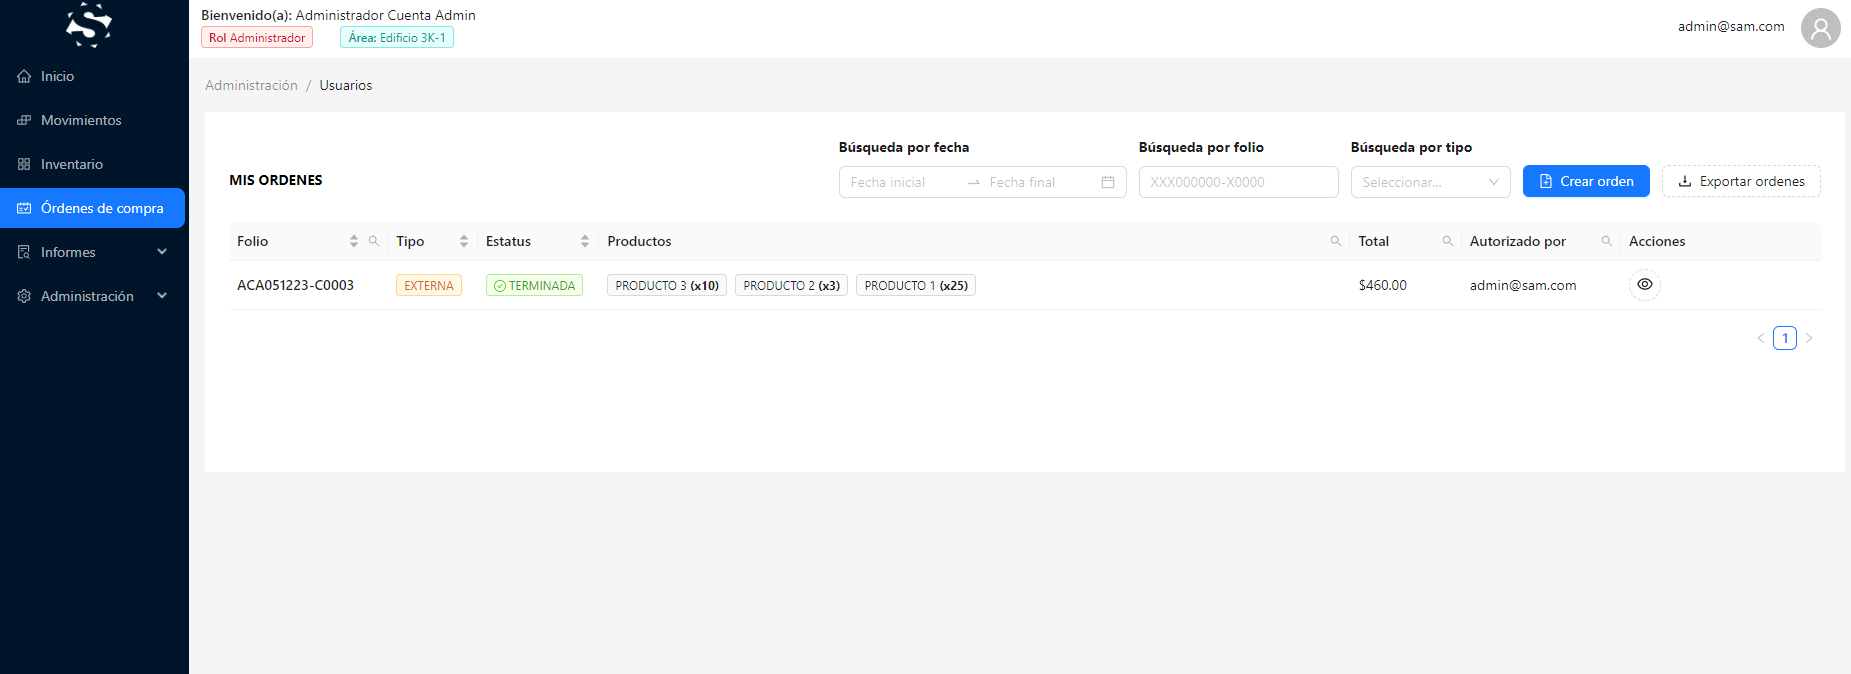 Bienvenido(a): Administrador Cuenta Admin
Rol Administrador
Área: Edificio 3K-1
admin@sam.com
Inicio
Movimientos
Inventario
Órdenes de compra
Informes
Administración
Administración / Usuarios
MIS ORDENES
Búsqueda por fecha
Fecha inicial
Fecha final
Búsqueda por folio
XXX000000-X0000
Búsqueda por tipo
Seleccionar...
Crear orden
Exportar ordenes
Folio Tipo Estatus Productos Total Autorizado por Acciones
ACA051223-C0003 EXTERNA TERMINADA PRODUCTO 3 (x10) PRODUCTO 2 (x3) PRODUCTO 1 (x25) $460.00 admin@sam.com
1